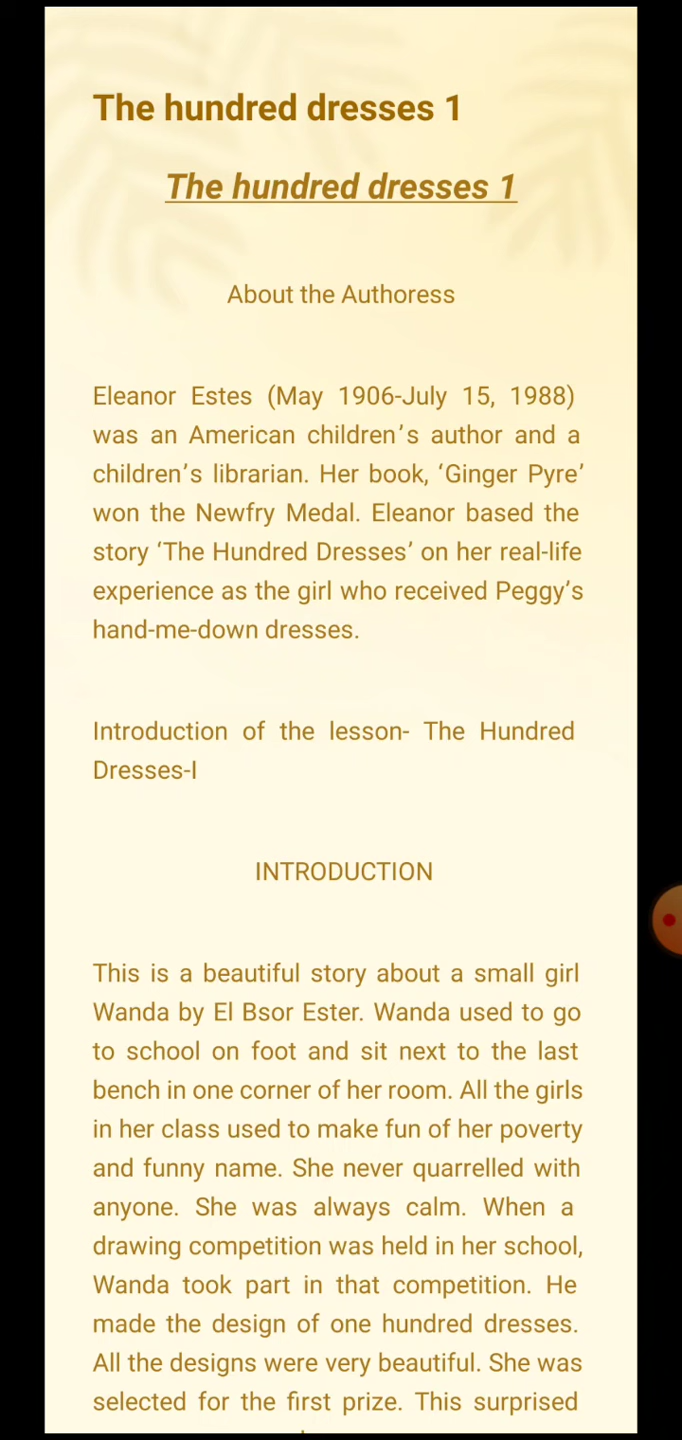 The hundred dresses 1
The hundred dresses 1
About the Authoress
Eleanor Estes (May 1906-July 15, 1988)
was an American children’s author and a
children’s librarian. Her book, ‘Ginger Pyre’
won the Newfry Medal. Eleanor based the
story ‘The Hundred Dresses’ on her real-life
experience as the girl who received Peggy’s
hand-me-down dresses.
Introduction of the lesson- The Hundred
Dresses-I
INTRODUCTION
This is a beautiful story about a small girl
Wanda by El Bsor Ester. Wanda used to go
to school on foot and sit next to the last
bench in one corner of her room. All the girls
in her class used to make fun of her poverty
and funny name. She never quarrelled with
anyone. She was always calm. When a
drawing competition was held in her school,
Wanda took part in that competition. He
made the design of one hundred dresses.
All the designs were very beautiful. She was
selected for the first prize. This surprised